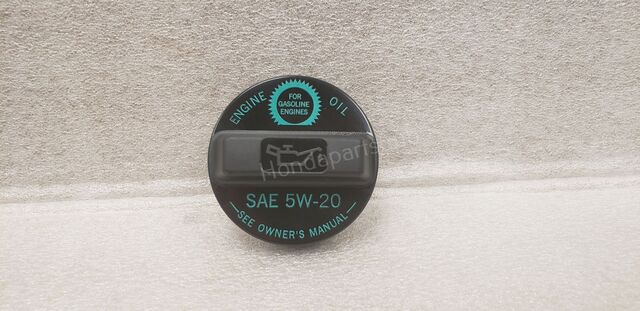 ENGINE OIL
FOR
GASOLINE
ENGINES
Hondaparts
SAE 5W-20
—SEE OWNER'S MANUAL—